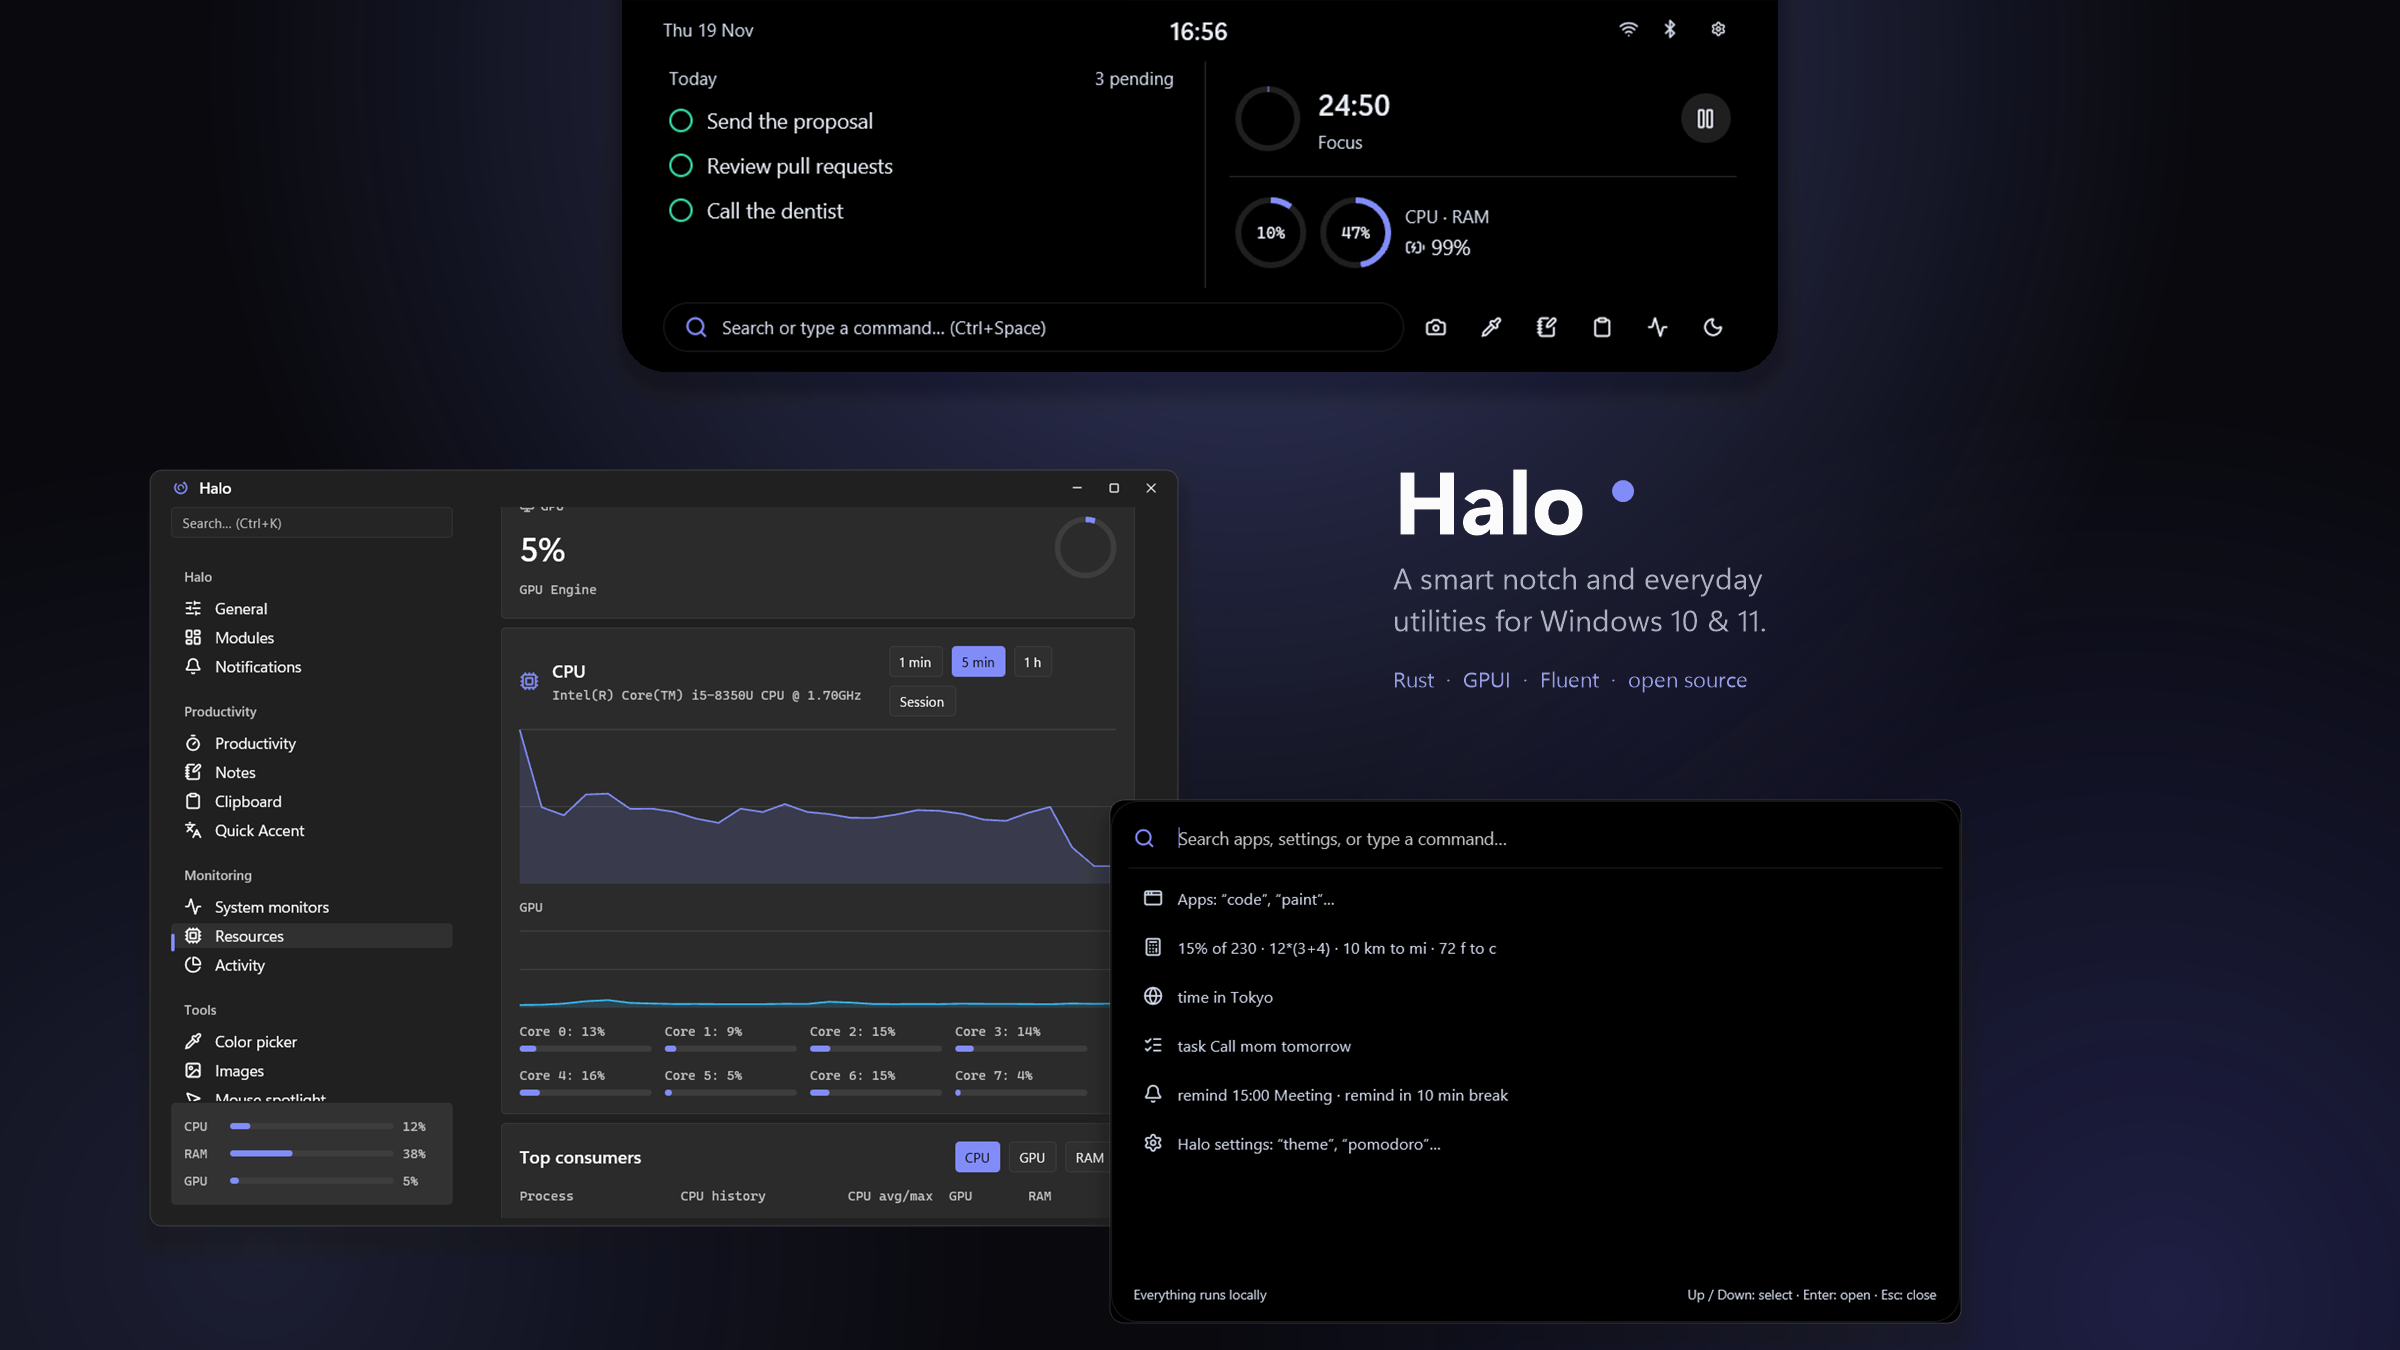 Thu 19 Nov
16:56
Today
3 pending
Send the proposal
Review pull requests
Call the dentist
24:50
Focus
10%
47%
CPU · RAM
99%
Search or type a command... (Ctrl+Space)
Halo
Search... (Ctrl+K)
Halo
General
Modules
Notifications
Productivity
Productivity
Notes
Clipboard
Quick Accent
Monitoring
System monitors
Resources
Activity
Tools
Color picker
Images
Mouse spotlight
CPU 12%
RAM 38%
GPU 5%
GPU
5%
GPU Engine
CPU
Intel(R) Core(TM) i5-8350U CPU @ 1.70GHz
1 min
5 min
1 h
Session
GPU
Core 0: 13%
Core 1: 9%
Core 2: 15%
Core 3: 14%
Core 4: 16%
Core 5: 5%
Core 6: 15%
Core 7: 4%
Top consumers
CPU
GPU
RAM
Process
CPU history
CPU avg/max
GPU
RAM
Halo
A smart notch and everyday
utilities for Windows 10 & 11.
Rust · GPUI · Fluent · open source
Search apps, settings, or type a command...
Apps: "code", "paint"...
15% of 230 · 12*(3+4) · 10 km to mi · 72 f to c
time in Tokyo
task Call mom tomorrow
remind 15:00 Meeting · remind in 10 min break
Halo settings: "theme", "pomodoro"...
Everything runs locally
Up / Down: select · Enter: open · Esc: close